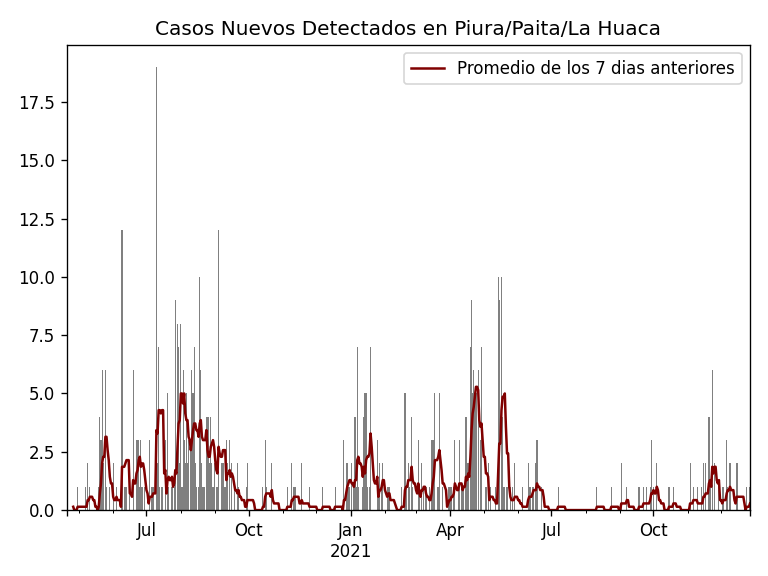 Casos Nuevos Detectados en Piura/Paita/La Huaca
Promedio de los 7 dias anteriores
17.5
15.0
12.5
10.0
7.5
5.0
2.5
0.0
Jul
Oct
Jan
Apr
Jul
Oct
2021